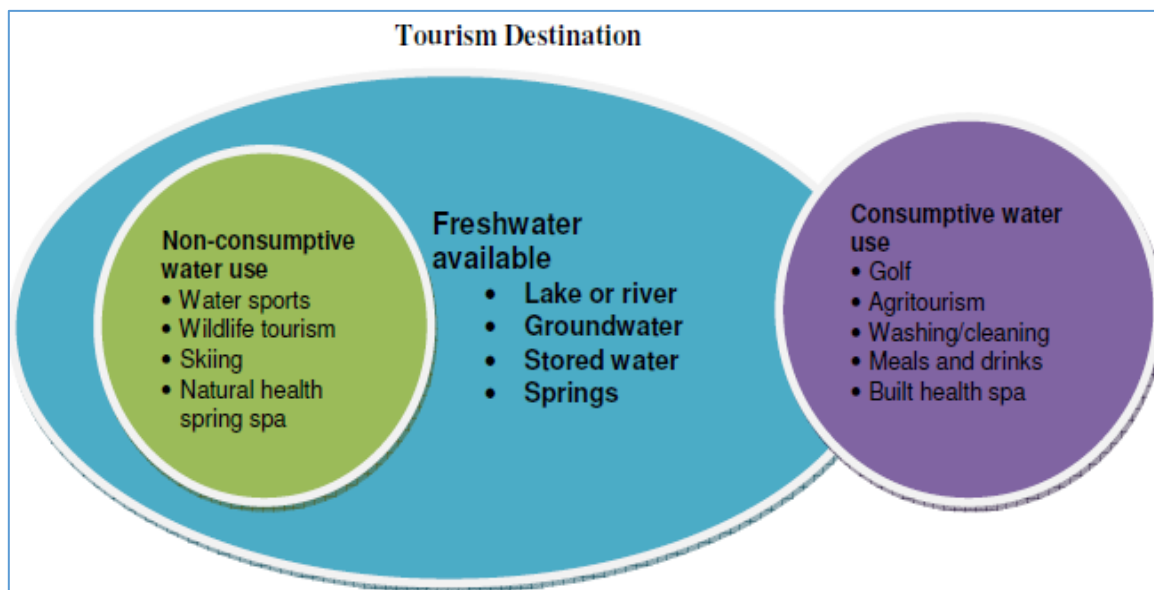 Tourism Destination
Non-consumptive
water use
• Water sports
• Wildlife tourism
• Skiing
• Natural health
spring spa
Freshwater
available
• Lake or river
• Groundwater
• Stored water
• Springs
Consumptive water
use
• Golf
• Agritourism
• Washing/cleaning
• Meals and drinks
• Built health spa